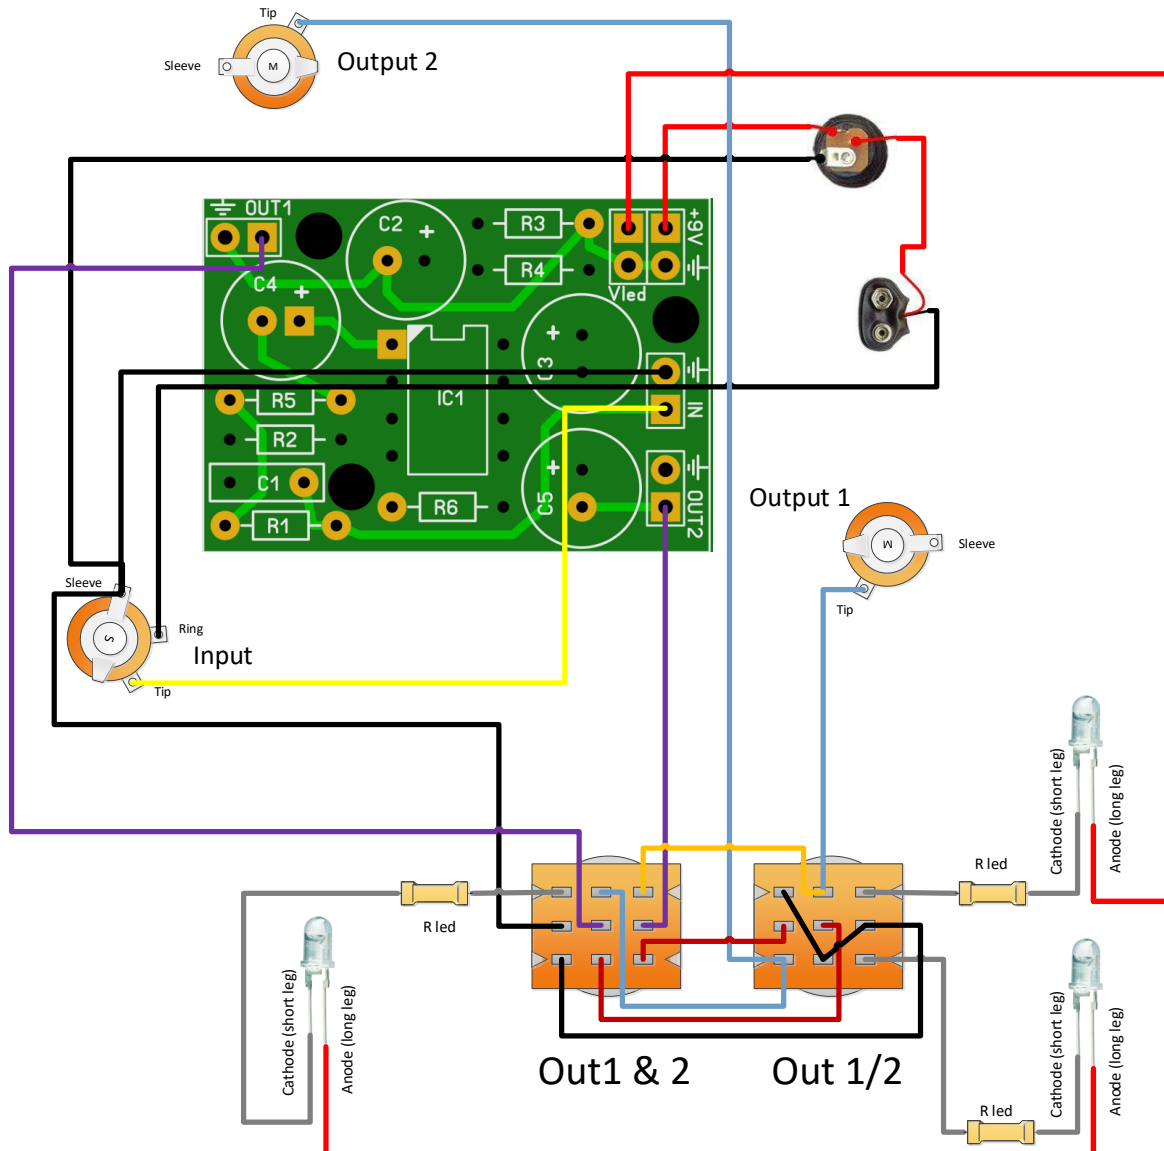 Tip
Sleeve
M
Output 2
OUT1
C2
+
R3
+9V
C4
+
R4
Vled
+
C3
R5
IC1
IN
R2
+
C1
R6
C5
OUT2
R1
Output 1
M
Sleeve
Tip
Sleeve
S
Ring
Input
Tip
Cathode (short leg)
Anode (long leg)
R led
R led
Cathode (short leg)
Anode (long leg)
Cathode (short leg)
Anode (long leg)
Out1 & 2
Out 1/2
R led